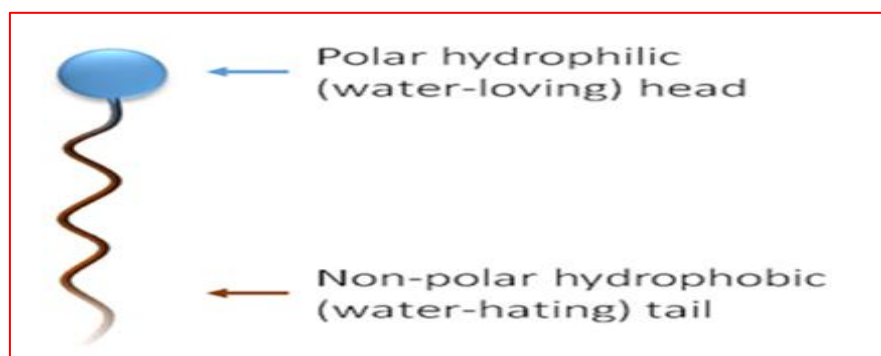 Polar hydrophilic
(water-loving) head
Non-polar hydrophobic
(water-hating) tail